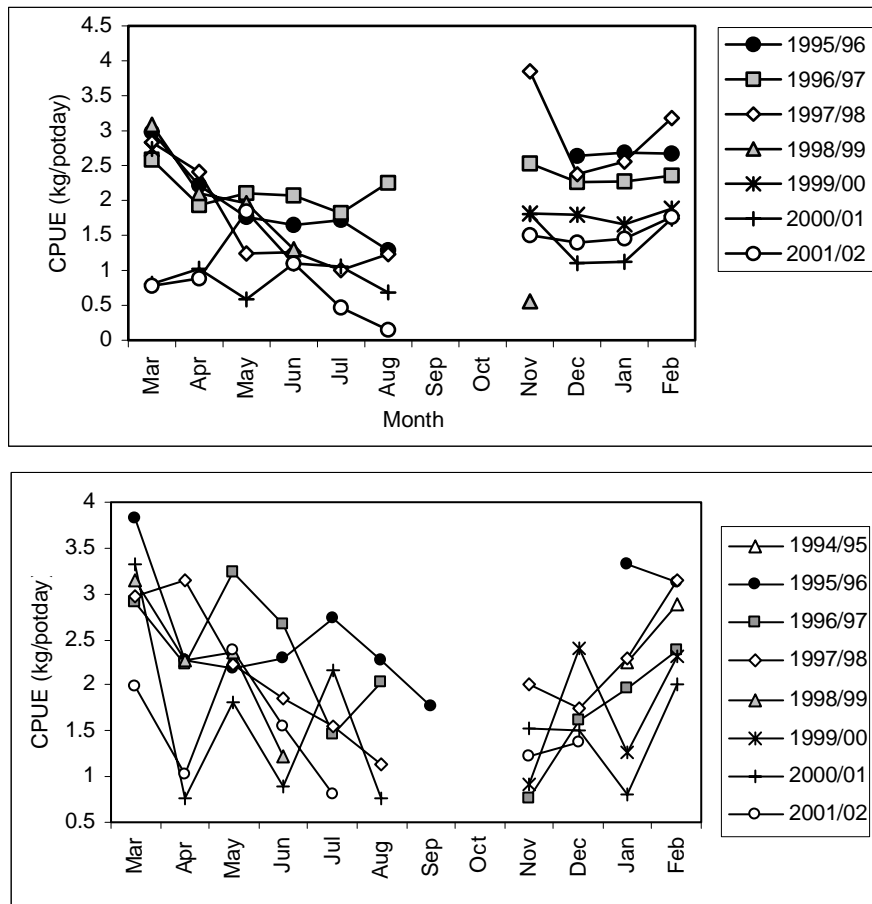 4.5
4
3.5
3
2.5
2
1.5
1
0.5
0
CPUE (kg/potday)
Mar
Apr
May
Jun
Jul
Aug
Sep
Oct
Nov
Dec
Jan
Feb
Month
1995/96
1996/97
1997/98
1998/99
1999/00
2000/01
2001/02
4
3.5
3
2.5
2
1.5
1
0.5
CPUE (kg/potday
Mar
Apr
May
Jun
Jul
Aug
Sep
Oct
Nov
Dec
Jan
Feb
1994/95
1995/96
1996/97
1997/98
1998/99
1999/00
2000/01
2001/02